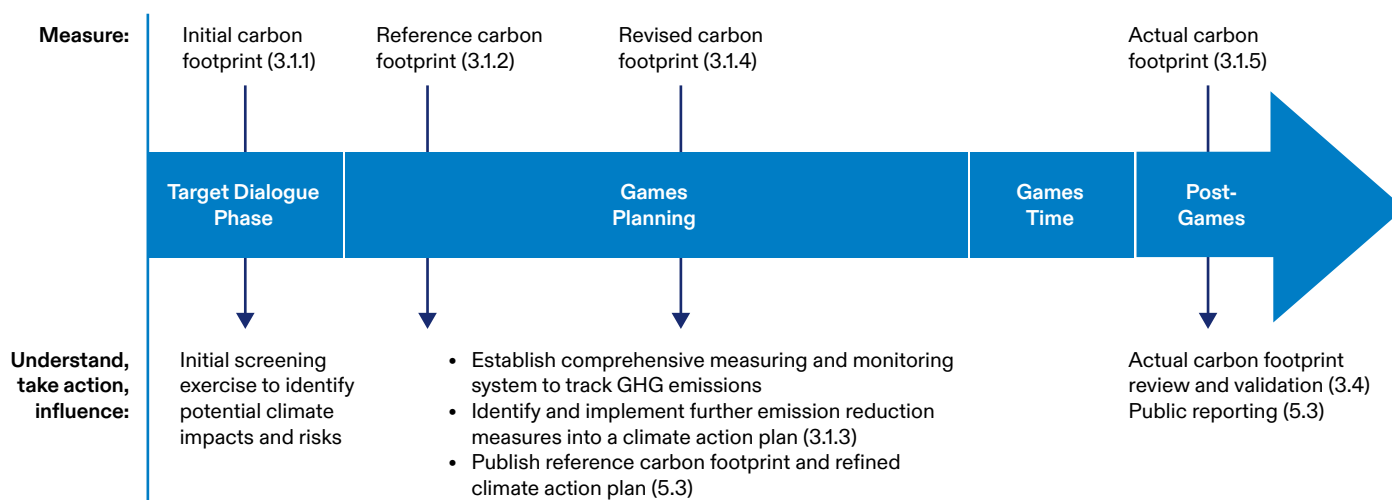 Measure:
Initial carbon
footprint (3.1.1)
Reference carbon
footprint (3.1.2)
Revised carbon
footprint (3.1.4)
Actual carbon
footprint (3.1.5)
Target Dialogue
Phase
Games
Planning
Games
Time
Post-
Games
Understand,
take action,
influence:
Initial screening
exercise to identify
potential climate
impacts and risks
• Establish comprehensive measuring and monitoring
system to track GHG emissions
• Identify and implement further emission reduction
measures into a climate action plan (3.1.3)
• Publish reference carbon footprint and refined
climate action plan (5.3)
Actual carbon footprint
review and validation (3.4)
Public reporting (5.3)